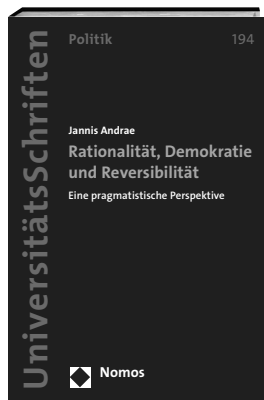 UniversitätsSchriften
Politik 194
Jannis Andrae
Rationalität, Demokratie
und Reversibilität
Eine pragmatistische Perspektive
Nomos